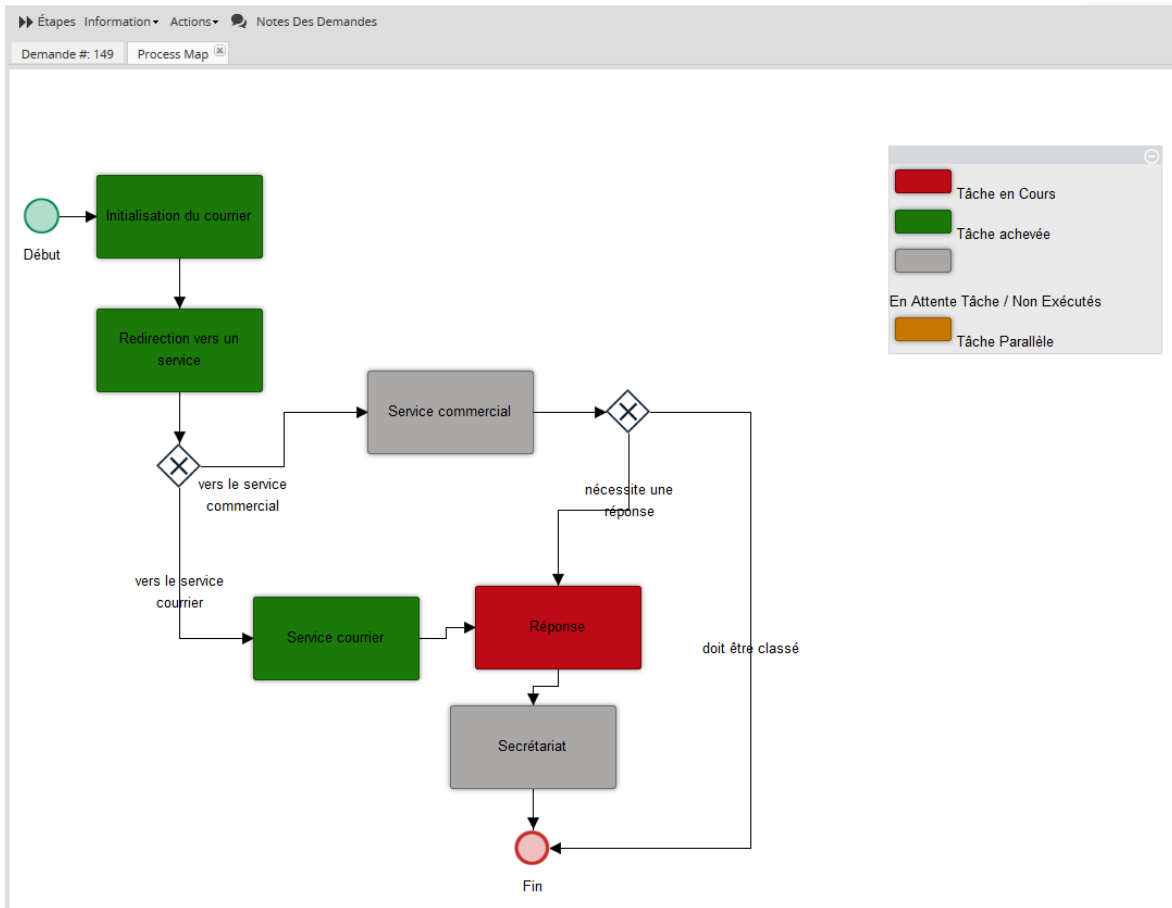 Étapes Information Actions Notes Des Demandes
Demande #: 149 Process Map
Initialisation du courrier
Début
Redirection vers un
service
Tâche en Cours
Tâche achevée
En Attente Tâche / Non Exécutés
Tâche Parallèle
Service commercial
vers le service
commercial
nécessite une
réponse
vers le service
courrier
Service courrier
Réponse
doit être classé
Secrétariat
Fin